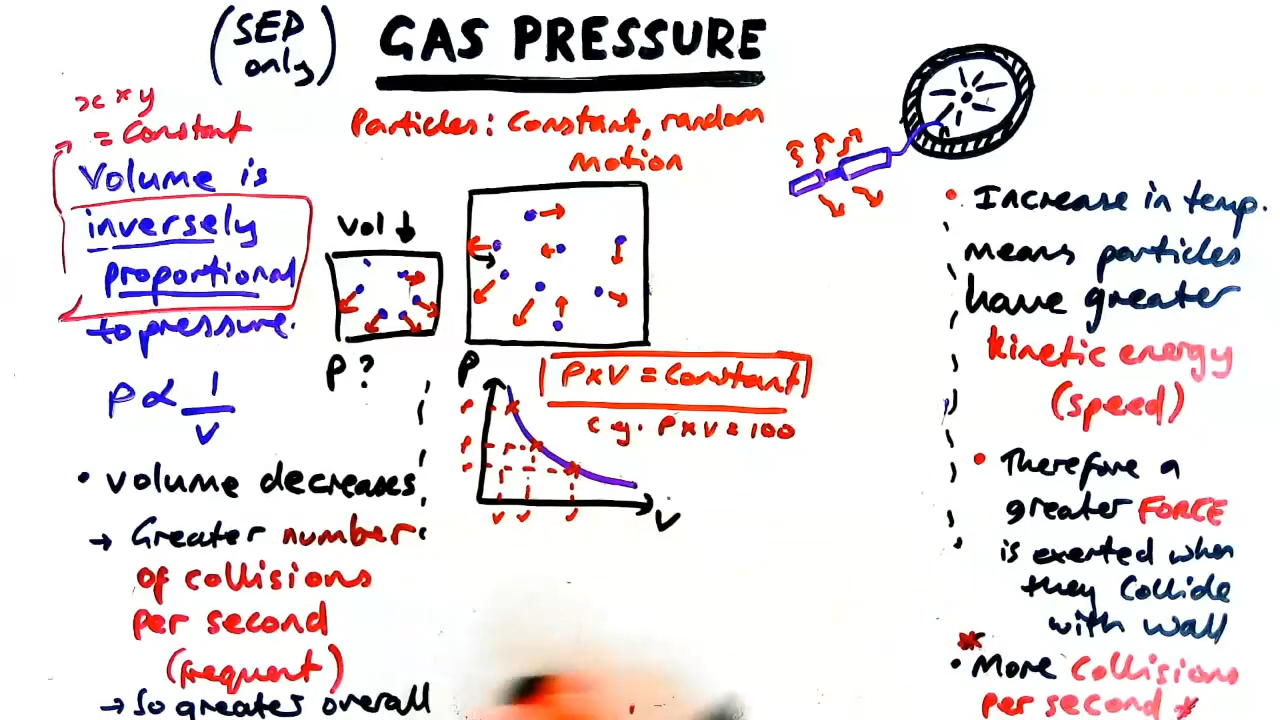 (SEP only)
GAS PRESSURE
x × y
= constant
Volume is
inversely
proportional
to pressure.
P ∝ 1/V
• volume decreases
→ Greater number
of collisions
per second
(frequent)
→ So greater overall
Particles: constant, random
motion
Vol ↓
P?
P × V = constant
e.g. P × V = 100
P
P
P
P
V
V
V
V
• Increase in temp.
means particles
have greater
kinetic energy
(speed)
• Therefore a
greater FORCE
is exerted when
they collide
with wall
*
• More collisions
per second *